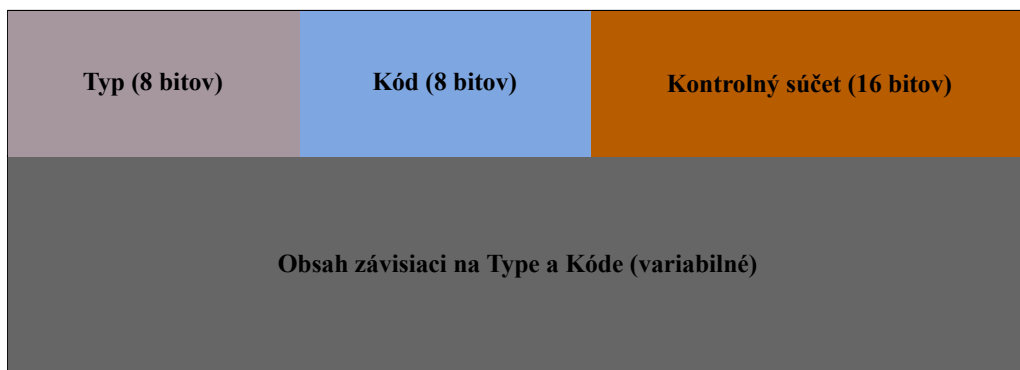 Typ (8 bitov)
Kód (8 bitov)
Kontrolný súčet (16 bitov)
Obsah závisiaci na Type a Kóde (variabilné)